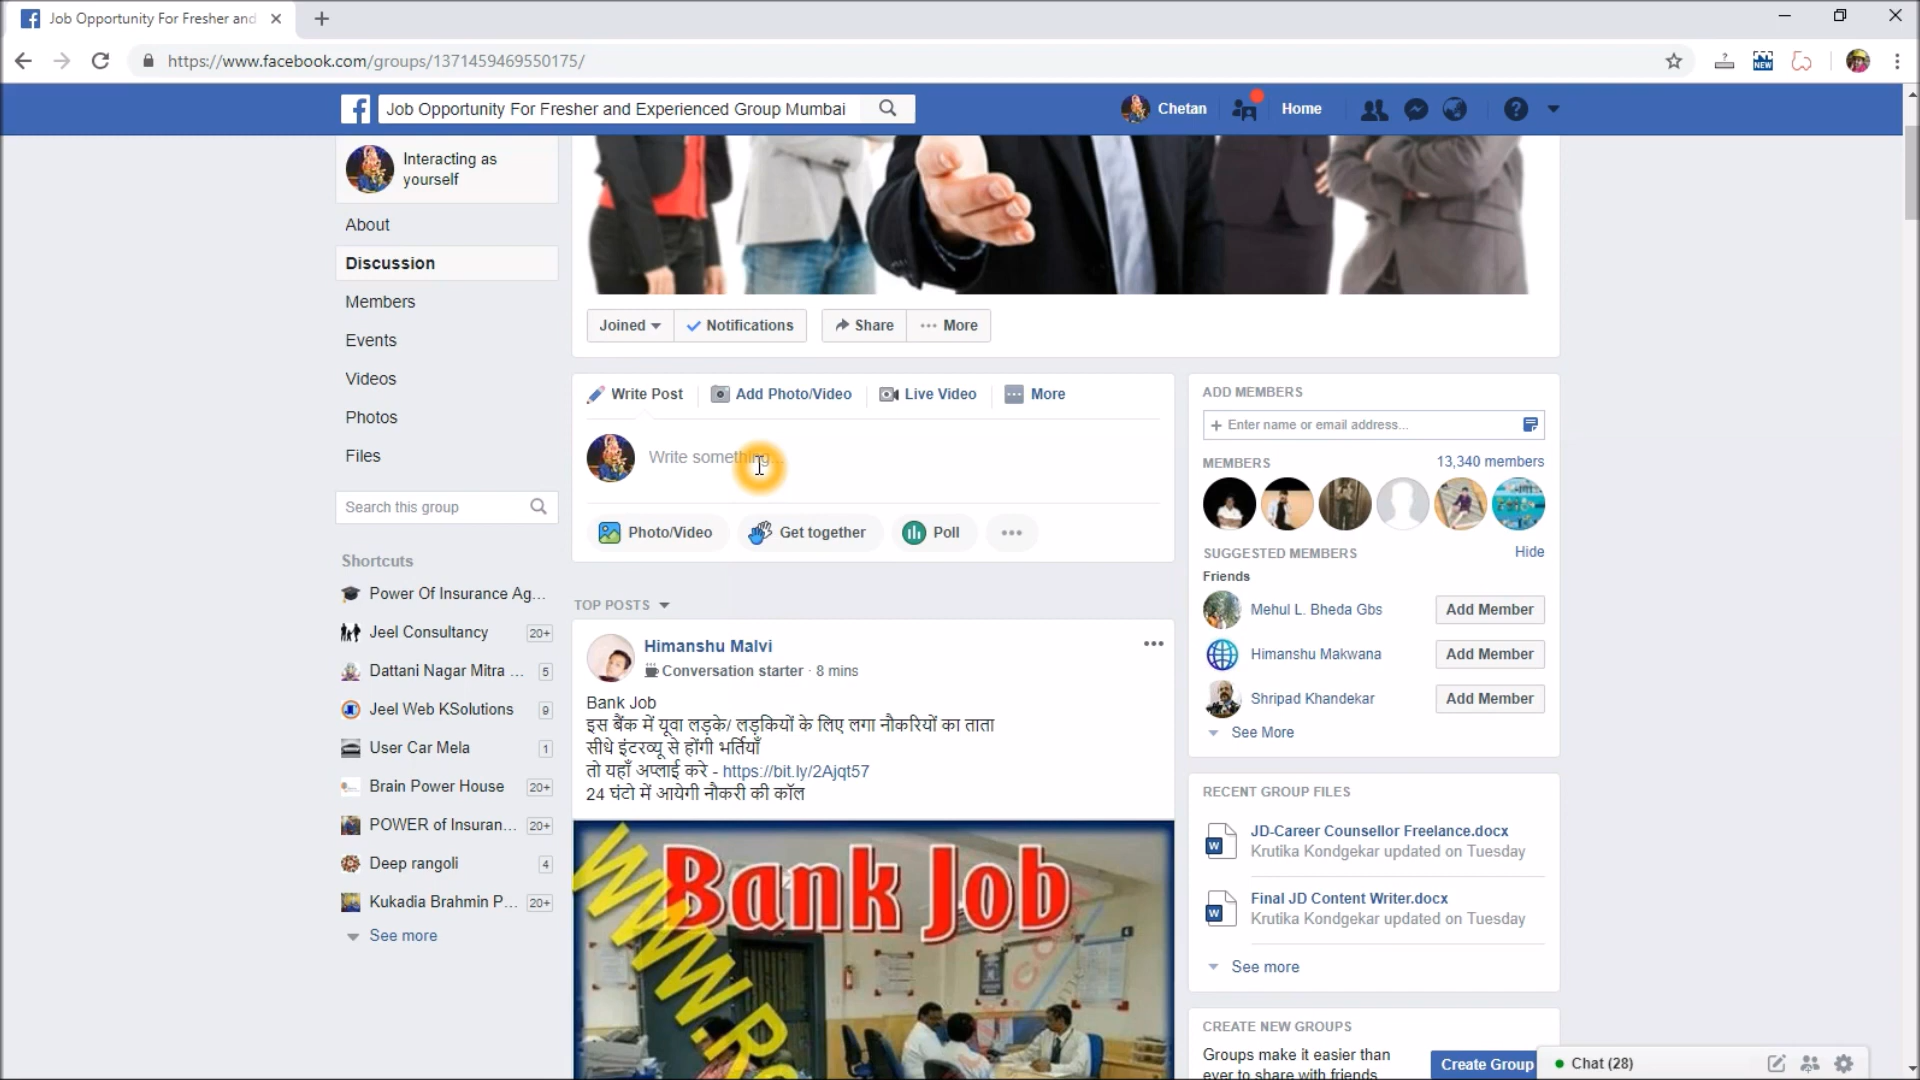 Job Opportunity For Fresher and
https://www.facebook.com/groups/1371459469550175/
Job Opportunity For Fresher and Experienced Group Mumbai
Chetan
Home
Interacting as
yourself
About
Discussion
Members
Events
Videos
Photos
Files
Search this group
Shortcuts
Power Of Insurance Ag...
Jeel Consultancy 20+
Dattani Nagar Mitra ... 5
Jeel Web KSolutions 9
User Car Mela 1
Brain Power House 20+
POWER of Insuran... 20+
Deep rangoli 4
Kukadia Brahmin P... 20+
See more
Joined
Notifications
Share
More
Write Post
Add Photo/Video
Live Video
More
Write something...
Photo/Video
Get together
Poll
TOP POSTS
Himanshu Malvi
Conversation starter · 8 mins
Bank Job
इस बैंक में युवा लड़के/ लड़कियों के लिए लगा नौकरियों का ताता
सीधे इंटरव्यू से होंगी भर्तियाँ
तो यहाँ अप्लाई करे - https://bit.ly/2Ajqt57
24 घंटो में आयेगी नौकरी की कॉल
Bank Job
ADD MEMBERS
+ Enter name or email address...
MEMBERS
13,340 members
SUGGESTED MEMBERS
Hide
Friends
Mehul L. Bheda Gbs
Add Member
Himanshu Makwana
Add Member
Shripad Khandekar
Add Member
See More
RECENT GROUP FILES
JD-Career Counsellor Freelance.docx
Krutika Kondgekar updated on Tuesday
Final JD Content Writer.docx
Krutika Kondgekar updated on Tuesday
See more
CREATE NEW GROUPS
Groups make it easier than
ever to share with friends
Create Group
Chat (28)